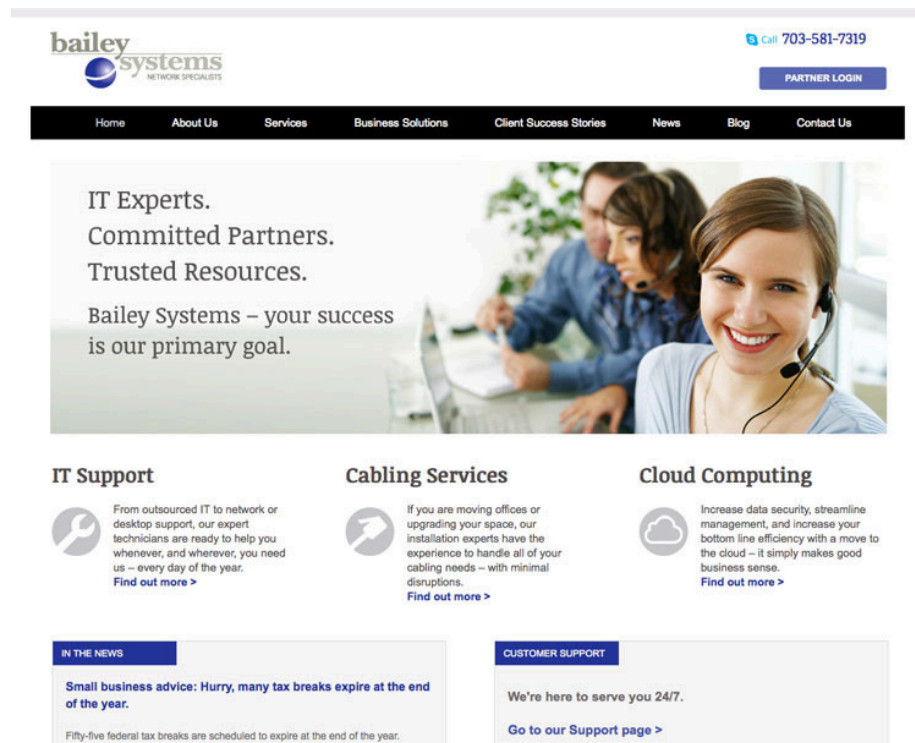 bailey
systems
NETWORK SPECIALISTS
Call 703-581-7319
PARTNER LOGIN
Home About Us Services Business Solutions Client Success Stories News Blog Contact Us
IT Experts.
Committed Partners.
Trusted Resources.
Bailey Systems – your success
is our primary goal.
IT Support
From outsourced IT to network or
desktop support, our expert
technicians are ready to help you
whenever, and wherever, you need
us – every day of the year.
Find out more >
Cabling Services
If you are moving offices or
upgrading your space, our
installation experts have the
experience to handle all of your
cabling needs – with minimal
disruptions.
Find out more >
Cloud Computing
Increase data security, streamline
management, and increase your
bottom line efficiency with a move to
the cloud – it simply makes good
business sense.
Find out more >
IN THE NEWS
Small business advice: Hurry, many tax breaks expire at the end
of the year.
Fifty-five federal tax breaks are scheduled to expire at the end of the year.
CUSTOMER SUPPORT
We're here to serve you 24/7.
Go to our Support page >